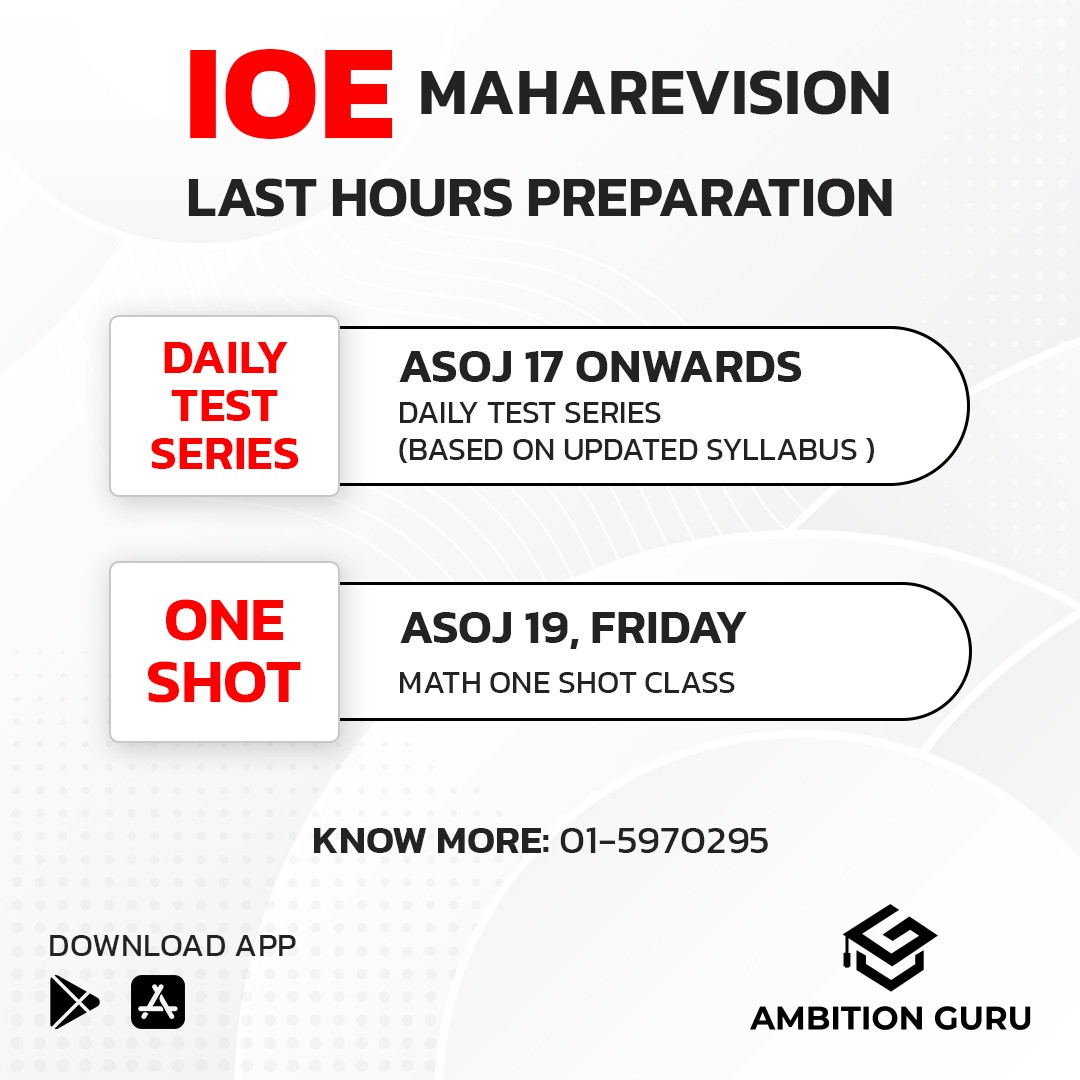 IOE MAHAREVISION
LAST HOURS PREPARATION
DAILY
TEST
SERIES
ASOJ 17 ONWARDS
DAILY TEST SERIES
(BASED ON UPDATED SYLLABUS )
ONE
SHOT
ASOJ 19, FRIDAY
MATH ONE SHOT CLASS
KNOW MORE: 01-5970295
DOWNLOAD APP
AMBITION GURU